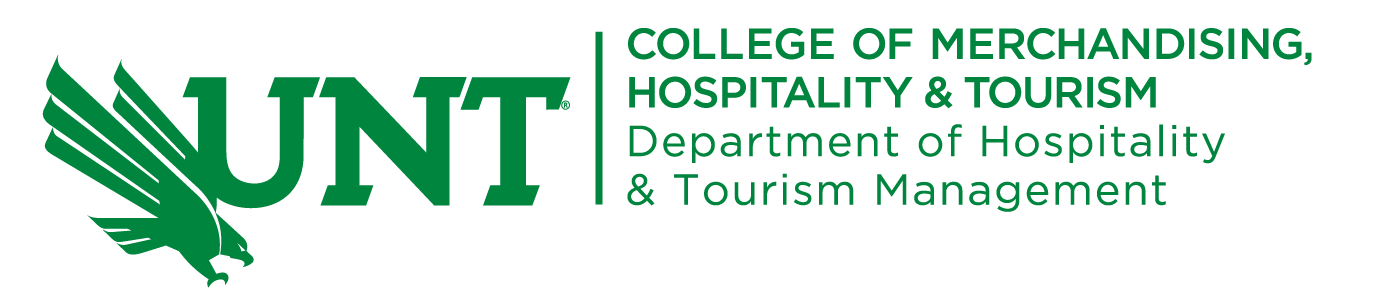 UNT®
COLLEGE OF MERCHANDISING,
HOSPITALITY & TOURISM
Department of Hospitality
& Tourism Management